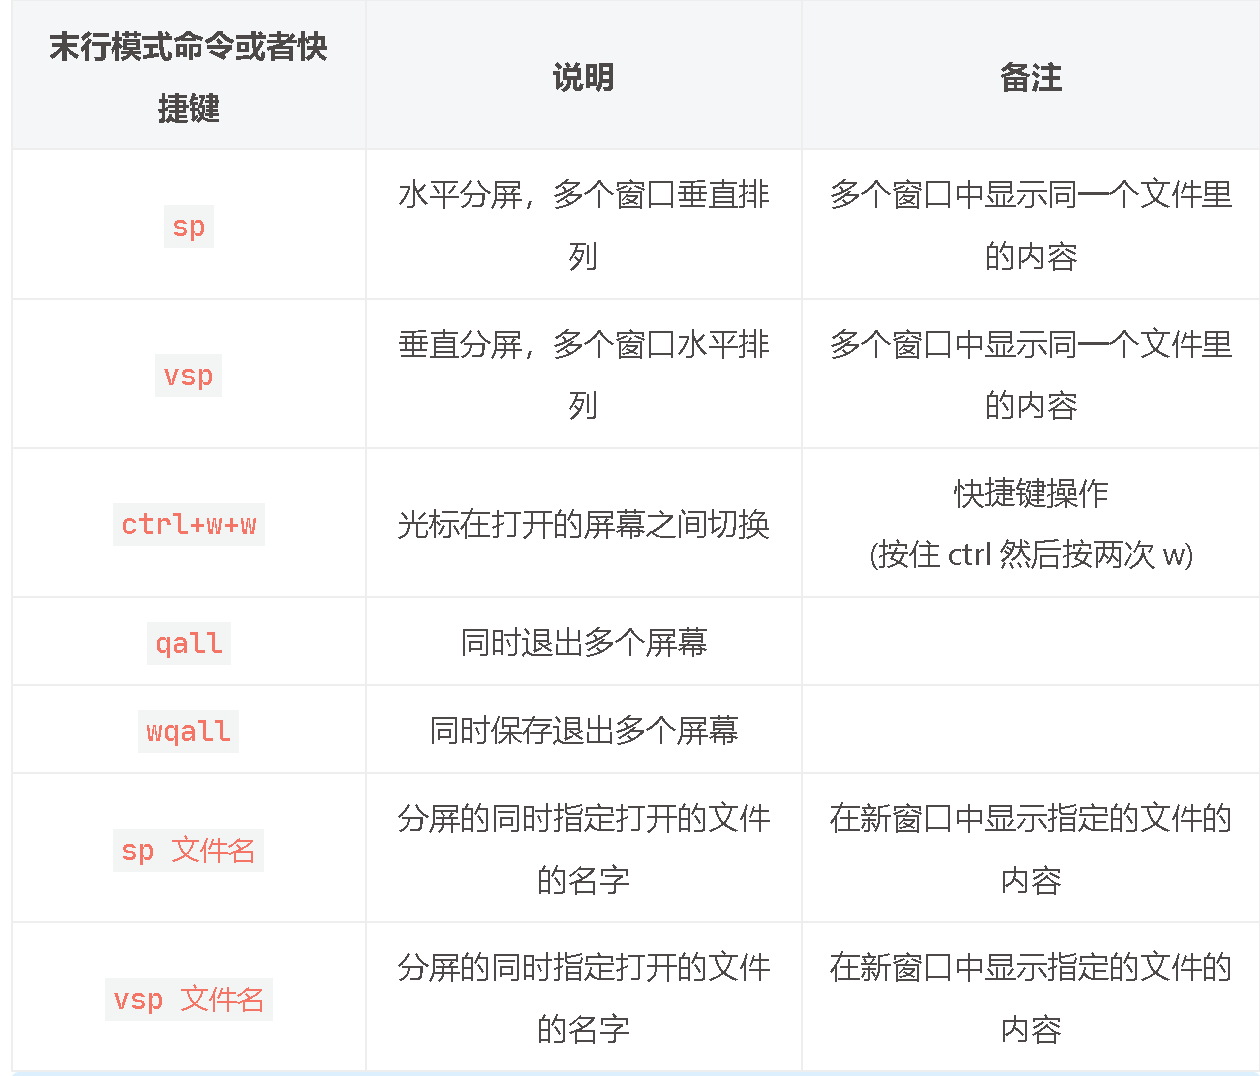 末行模式命令或者快
捷键
说明
备注
sp
水平分屏，多个窗口垂直排
列
多个窗口中显示同一个文件里
的内容
vsp
垂直分屏，多个窗口水平排
列
多个窗口中显示同一个文件里
的内容
ctrl+w+w
光标在打开的屏幕之间切换
快捷键操作
(按住 ctrl 然后按两次 w)
qall
同时退出多个屏幕
wqall
同时保存退出多个屏幕
sp 文件名
分屏的同时指定打开的文件
的名字
在新窗口中显示指定的文件的
内容
vsp 文件名
分屏的同时指定打开的文件
的名字
在新窗口中显示指定的文件的
内容